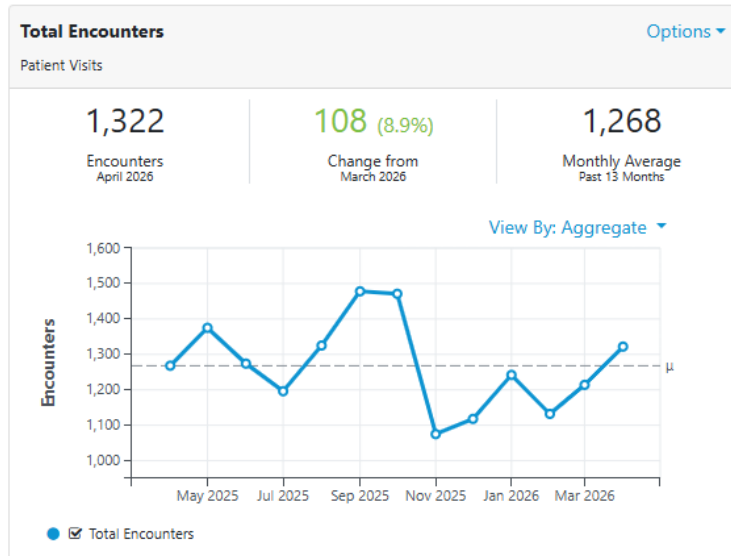 Total Encounters
Options
Patient Visits
1,322
Encounters
April 2026
108 (8.9%)
Change from
March 2026
1,268
Monthly Average
Past 13 Months
View By: Aggregate
1,600
1,500
1,400
1,300
1,200
1,100
1,000
Encounters
μ
May 2025 Jul 2025 Sep 2025 Nov 2025 Jan 2026 Mar 2026
Total Encounters